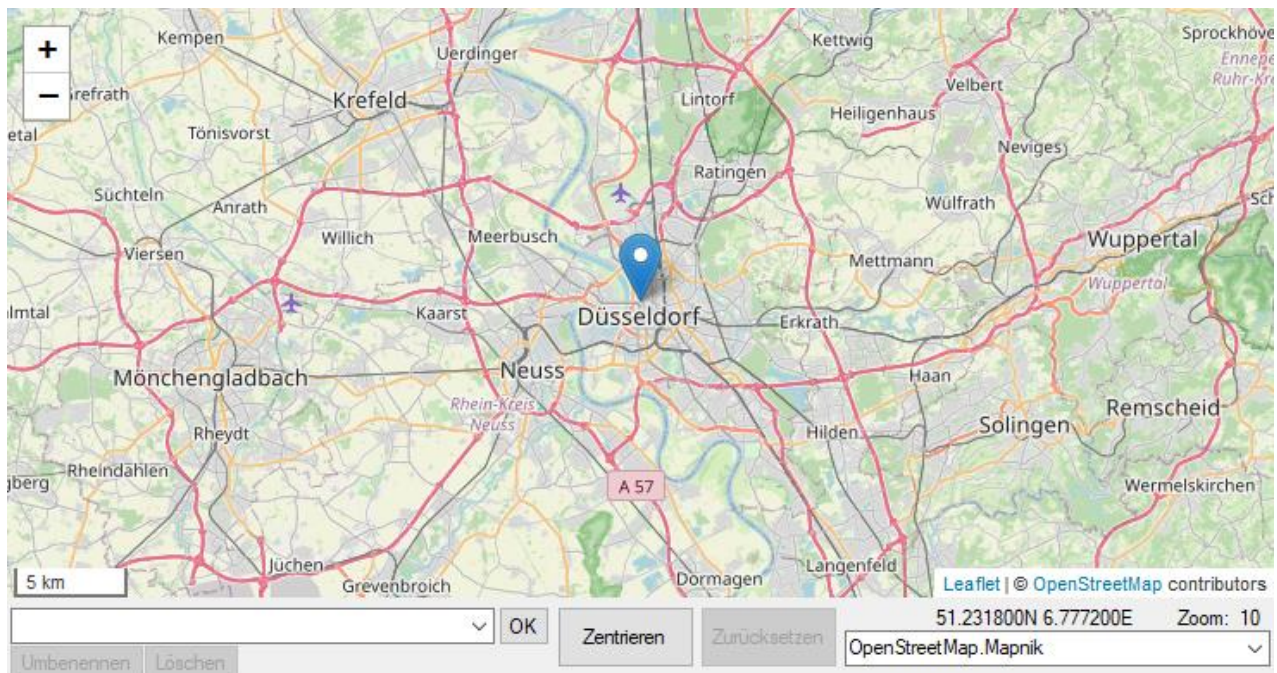 Kempen
Kettwig
Sprockhöve
+
Uerdinger
Ennepe
Ruhr-Kre
−
refrath
Krefeld
Lintorf
Velbert
Heiligenhaus
etal
Tönisvorst
Neviges
Ratingen
Süchteln
Anrath
Wülfrath
Sch
Willich
Meerbusch
Wuppertal
Viersen
Mettmann
Wuppertal
lmtal
Kaarst
Düsseldorf
Erkrath
Mönchengladbach
Neuss
Haan
Rhein-Kreis
Neuss
Remscheid
Rheydt
Hilden
Solingen
Rheindahlen
gberg
A 57
Wermelskirchen
Jüchen
Langenfeld
5 km
Grevenbroich
Dormagen
Leaflet | © OpenStreetMap contributors
OK
Zentrieren
Zurücksetzen
51.231800N 6.777200E Zoom: 10
OpenStreetMap.Mapnik
Umbenennen Löschen